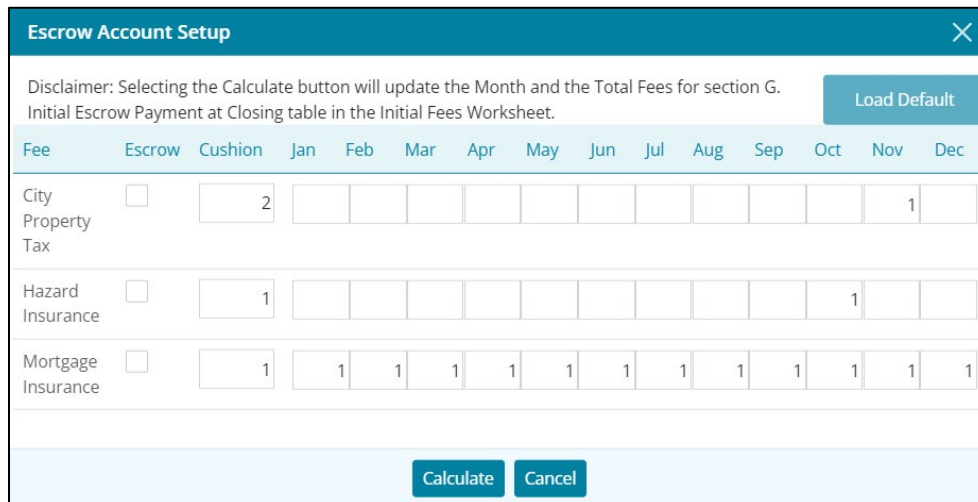 Escrow Account Setup
Disclaimer: Selecting the Calculate button will update the Month and the Total Fees for section G.
Initial Escrow Payment at Closing table in the Initial Fees Worksheet.
Load Default
Fee Escrow Cushion Jan Feb Mar Apr May Jun Jul Aug Sep Oct Nov Dec
City
Property
Tax
2 1
Hazard
Insurance
1 1
Mortgage
Insurance
1 1 1 1 1 1 1 1 1 1 1 1 1
Calculate Cancel